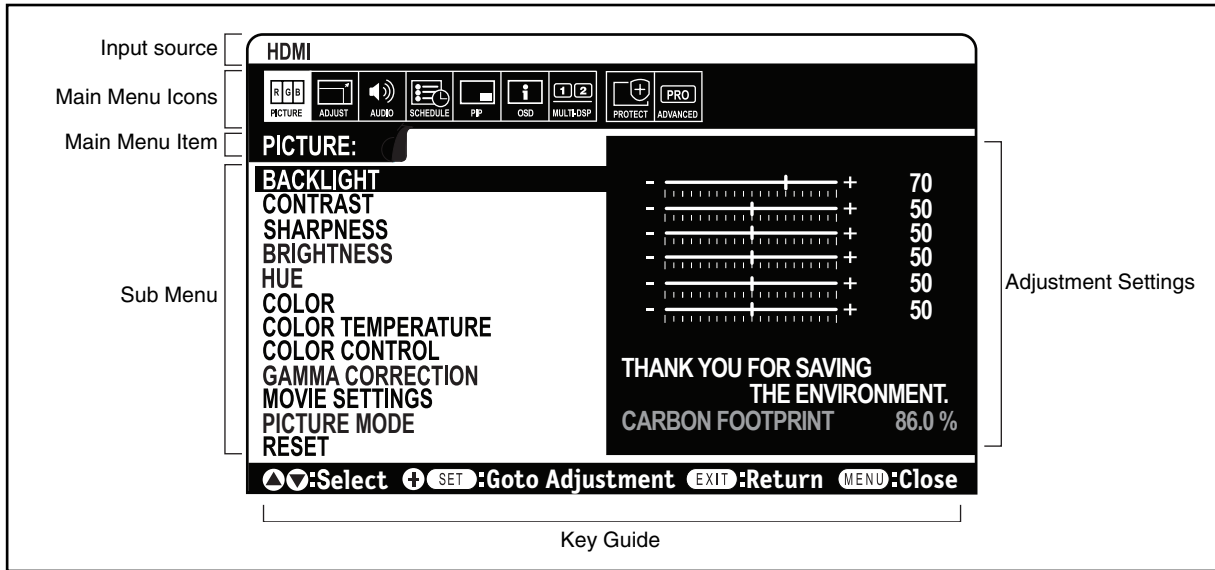 Input source
HDMI
Main Menu Icons
R G B
PICTURE
ADJUST
AUDIO
SCHEDULE
PIP
i
OSD
1 2
MULTI-DSP
PROTECT
PRO
ADVANCED
Main Menu Item
PICTURE:
BACKLIGHT - + 70
CONTRAST - + 50
SHARPNESS - + 50
BRIGHTNESS - + 50
HUE - + 50
COLOR - + 50
COLOR TEMPERATURE
COLOR CONTROL
GAMMA CORRECTION
MOVIE SETTINGS
PICTURE MODE
RESET
Sub Menu
THANK YOU FOR SAVING
THE ENVIRONMENT.
CARBON FOOTPRINT 86.0 %
Adjustment Settings
:Select + SET :Goto Adjustment EXIT :Return MENU :Close
Key Guide